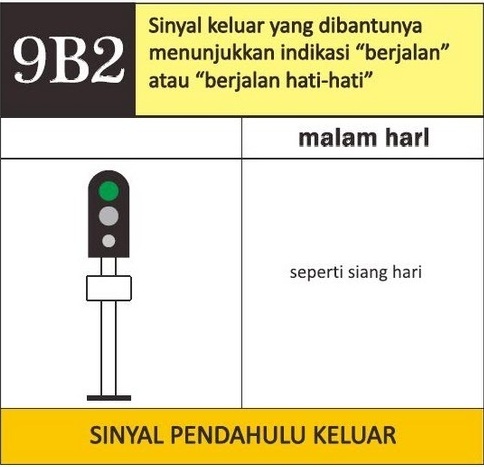 9B2
Sinyal keluar yang dibantunya
menunjukkan indikasi “berjalan”
atau “berjalan hati-hati”
malam harI
seperti siang hari
SINYAL PENDAHULU KELUAR